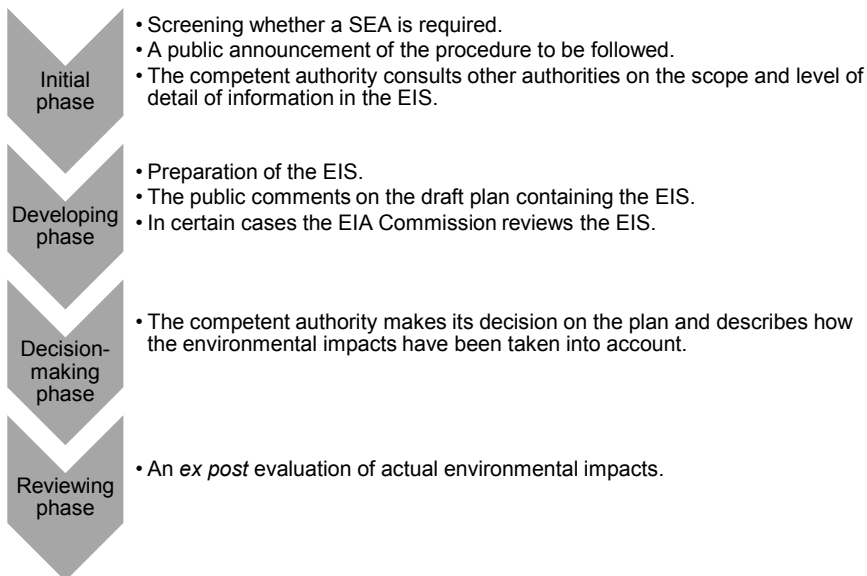 Initial
phase
• Screening whether a SEA is required.
• A public announcement of the procedure to be followed.
• The competent authority consults other authorities on the scope and level of
detail of information in the EIS.
Developing
phase
• Preparation of the EIS.
• The public comments on the draft plan containing the EIS.
• In certain cases the EIA Commission reviews the EIS.
Decision-
making
phase
• The competent authority makes its decision on the plan and describes how
the environmental impacts have been taken into account.
Reviewing
phase
• An ex post evaluation of actual environmental impacts.